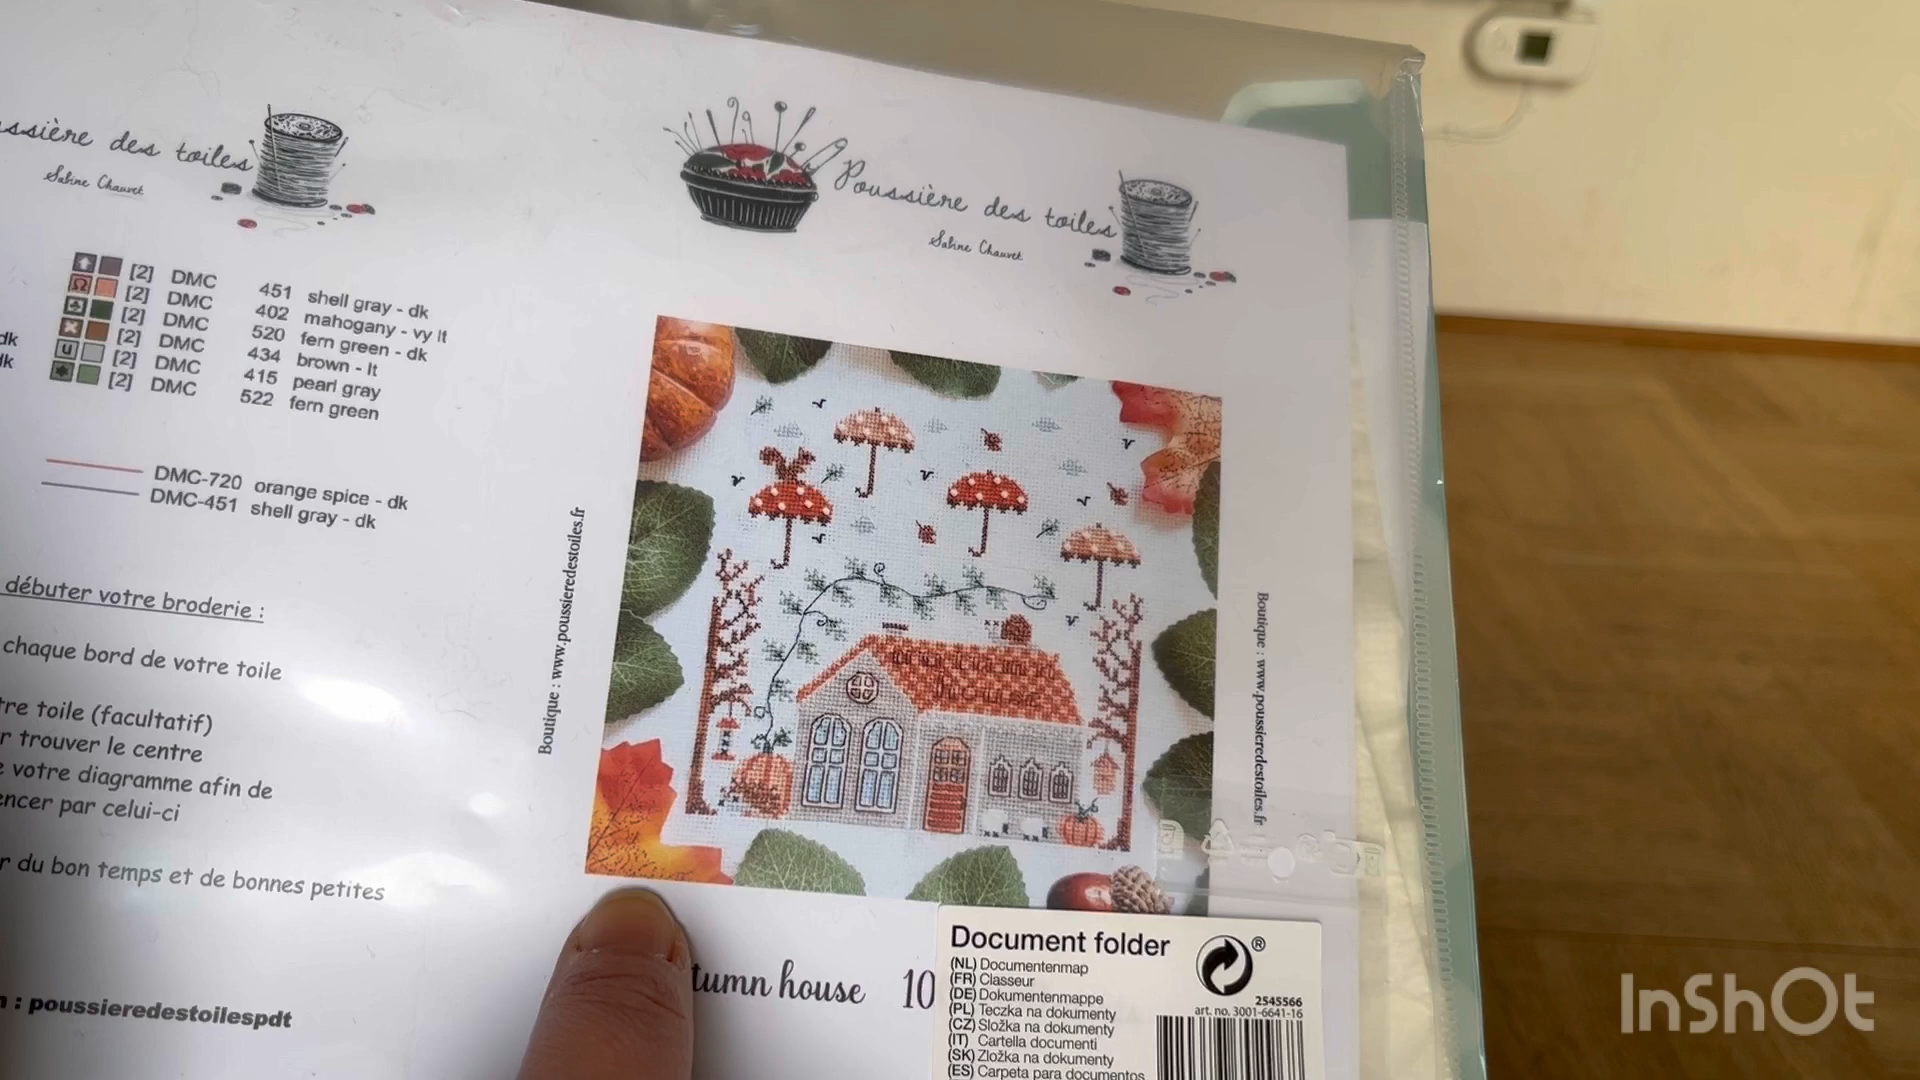 des toiles
Sabine Chauvet
Poussière des toiles
Sabine Chauvet
[2] DMC 451 shell gray - dk
[2] DMC 402 mahogany - vy lt
[2] DMC 520 fern green - dk
[2] DMC 434 brown - lt
[2] DMC 415 pearl gray
[2] DMC 522 fern green
dk
DMC-720 orange spice - dk
DMC-451 shell gray - dk
débuter votre broderie :
chaque bord de votre toile
tre toile (facultatif)
r trouver le centre
votre diagramme afin de
encer par celui-ci
r du bon temps et de bonnes petites
: poussieredestoilespdt
Boutique : www.poussieredestoiles.fr
Boutique : www.poussieredestoiles.fr
tumn house 10
Document folder
(NL) Documentenmap
(FR) Classeur
(DE) Dokumentenmappe
(PL) Teczka na dokumenty
(CZ) Složka na dokumenty
(IT) Cartella documenti
(SK) Zložka na dokumenty
(ES) Carpeta para documentos
®
2545566
art. no. 3001-6641-16
InShOt